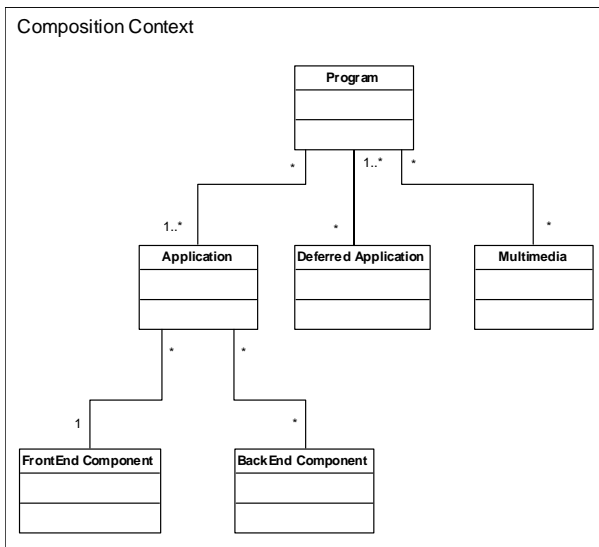 Composition Context
Program
* 1..* *
1..* * *
Application Deferred Application Multimedia
* *
1 *
FrontEnd Component BackEnd Component